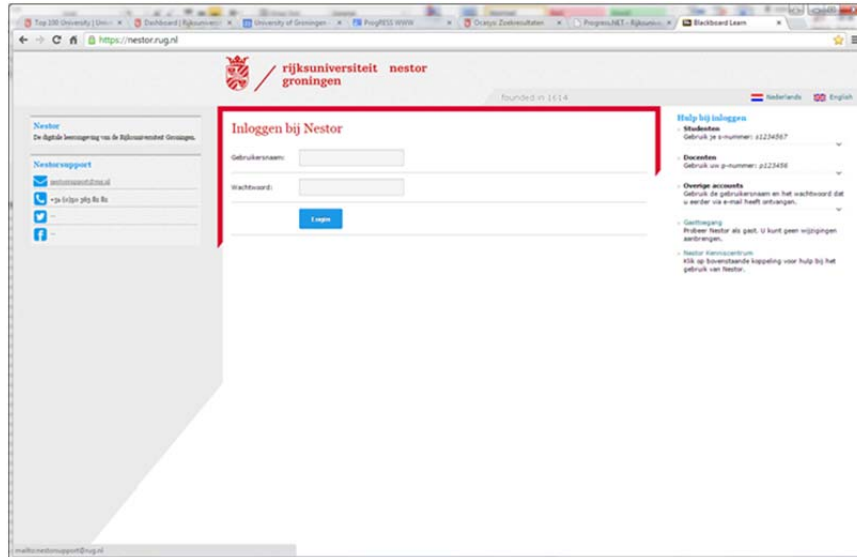 Top 100 University | Univ
Dashboard | Rijksuniver
University of Groningen
ProgRESS WWW
Ocasys: Zoekresultaten
Progress.NET - Rijksuniv
Blackboard Learn
https://nestor.rug.nl
rijksuniversiteit nestor
groningen
founded in 1614
Nederlands English
Nestor
De digitale leeromgeving van de Rijksuniversiteit Groningen.
Nestorsupport
nestorsupport@rug.nl
+31 (0)50 363 82 82
Inloggen bij Nestor
Gebruikersnaam:
Wachtwoord:
Login
Hulp bij inloggen
Studenten
Gebruik je s-nummer: s1234567
Docenten
Gebruik uw p-nummer: p123456
Overige accounts
Gebruik de gebruikersnaam en het wachtwoord dat
u eerder via e-mail heeft ontvangen.
Gasttoegang
Probeer Nestor als gast. U kunt geen wijzigingen
aanbrengen.
Nestor Kenniscentrum
Klik op bovenstaande koppeling voor hulp bij het
gebruik van Nestor.
mailto:nestorsupport@rug.nl